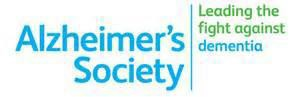 Alzheimer's
Society
Leading the
fight against
dementia